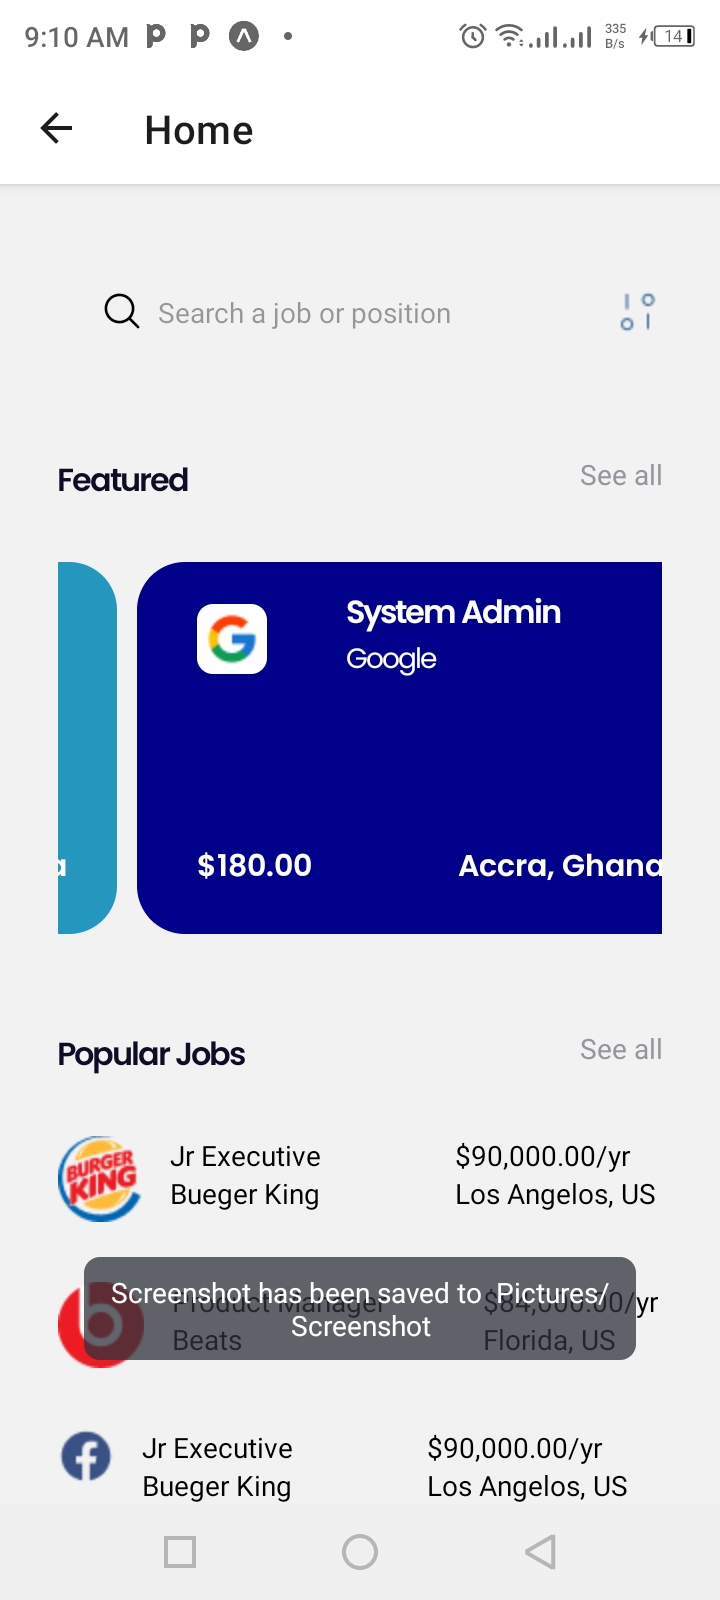 9:10 AM
335
B/s
14
Home
Search a job or position
Featured
See all
a
System Admin
Google
$180.00
Accra, Ghana
Popular Jobs
See all
BURGER
KING
Jr Executive
$90,000.00/yr
Bueger King
Los Angelos, US
Screenshot has been saved to Pictures/
Screenshot
Product Manager
$84,000.00/yr
Beats
Florida, US
Jr Executive
$90,000.00/yr
Bueger King
Los Angelos, US